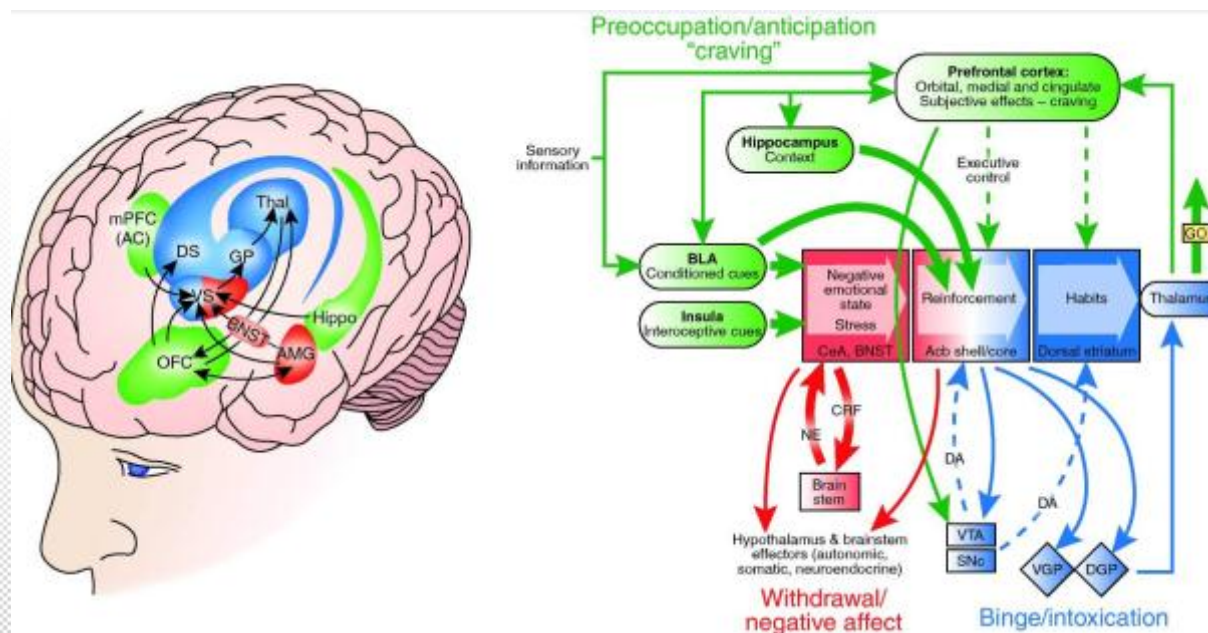 mPFC
(AC)
DS
Thal
GP
VS
BNST
Hippo
OFC
AMG
Preoccupation/anticipation
"craving"
Prefrontal cortex:
Orbital, medial and cingulate
Subjective effects – craving
Hippocampus
Context
Sensory
information
Executive
control
GO
BLA
Conditioned cues
Insula
Interoceptive cues
Negative
emotional
state
Stress
CeA, BNST
Reinforcement
Acb shell/core
Habits
Dorsal striatum
Thalamus
NE
CRF
Brain
stem
DA
DA
VTA
SNc
VGP
DGP
Hypothalamus & brainstem
effectors (autonomic,
somatic, neuroendocrine)
Withdrawal/
negative affect
Binge/intoxication